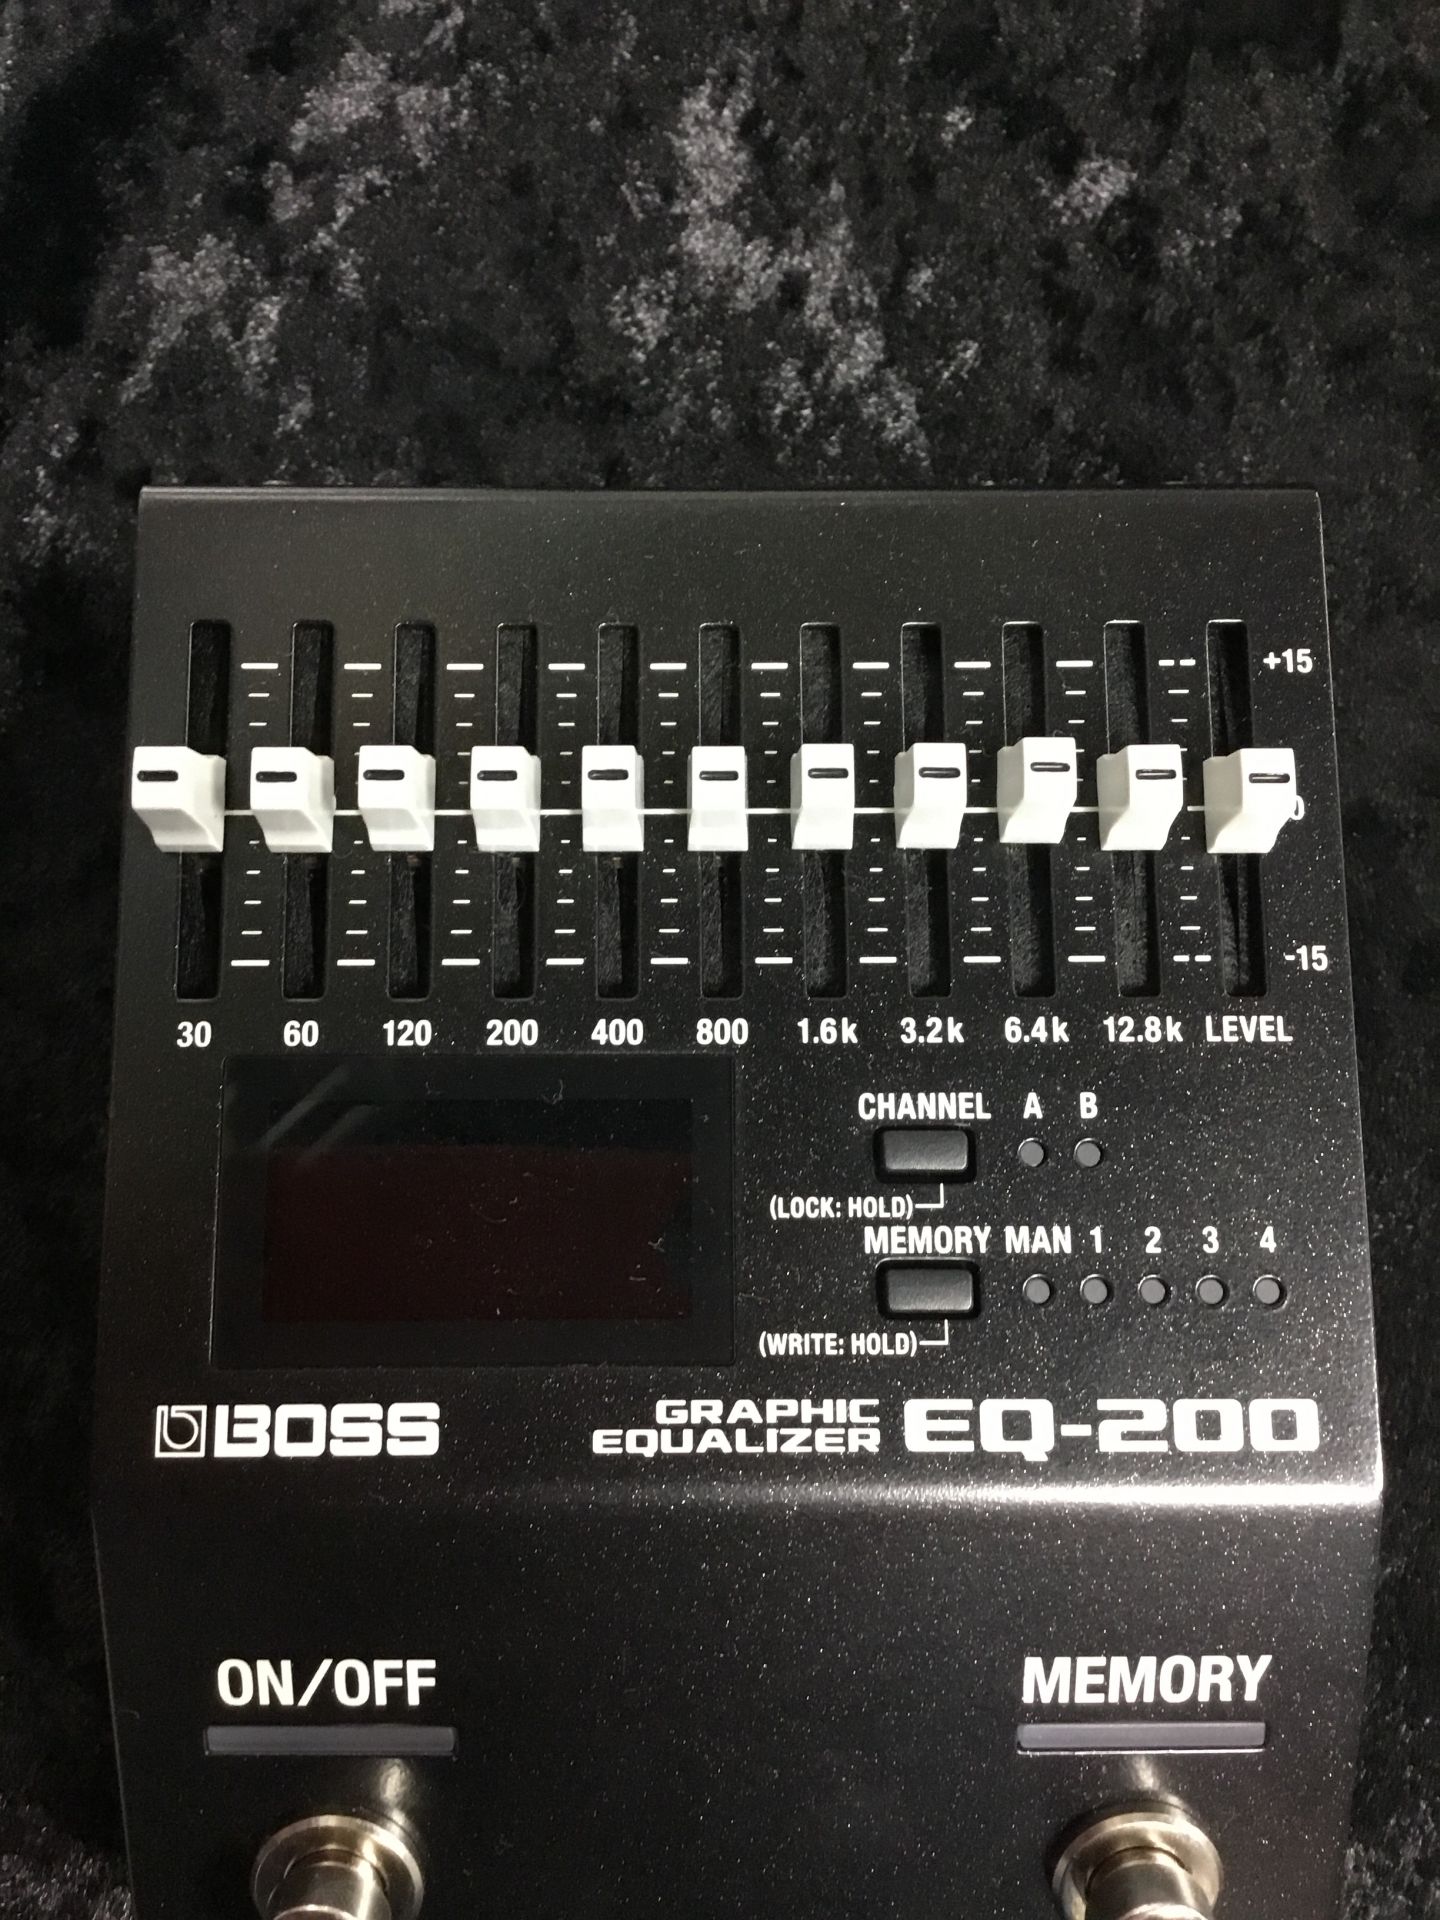 +15
0
-15
30 60 120 200 400 800 1.6k 3.2k 6.4k 12.8k LEVEL
CHANNEL A B
(LOCK: HOLD)
MEMORY MAN 1 2 3 4
(WRITE: HOLD)
BOSS
GRAPHIC
EQUALIZER
EQ-200
ON/OFF
MEMORY